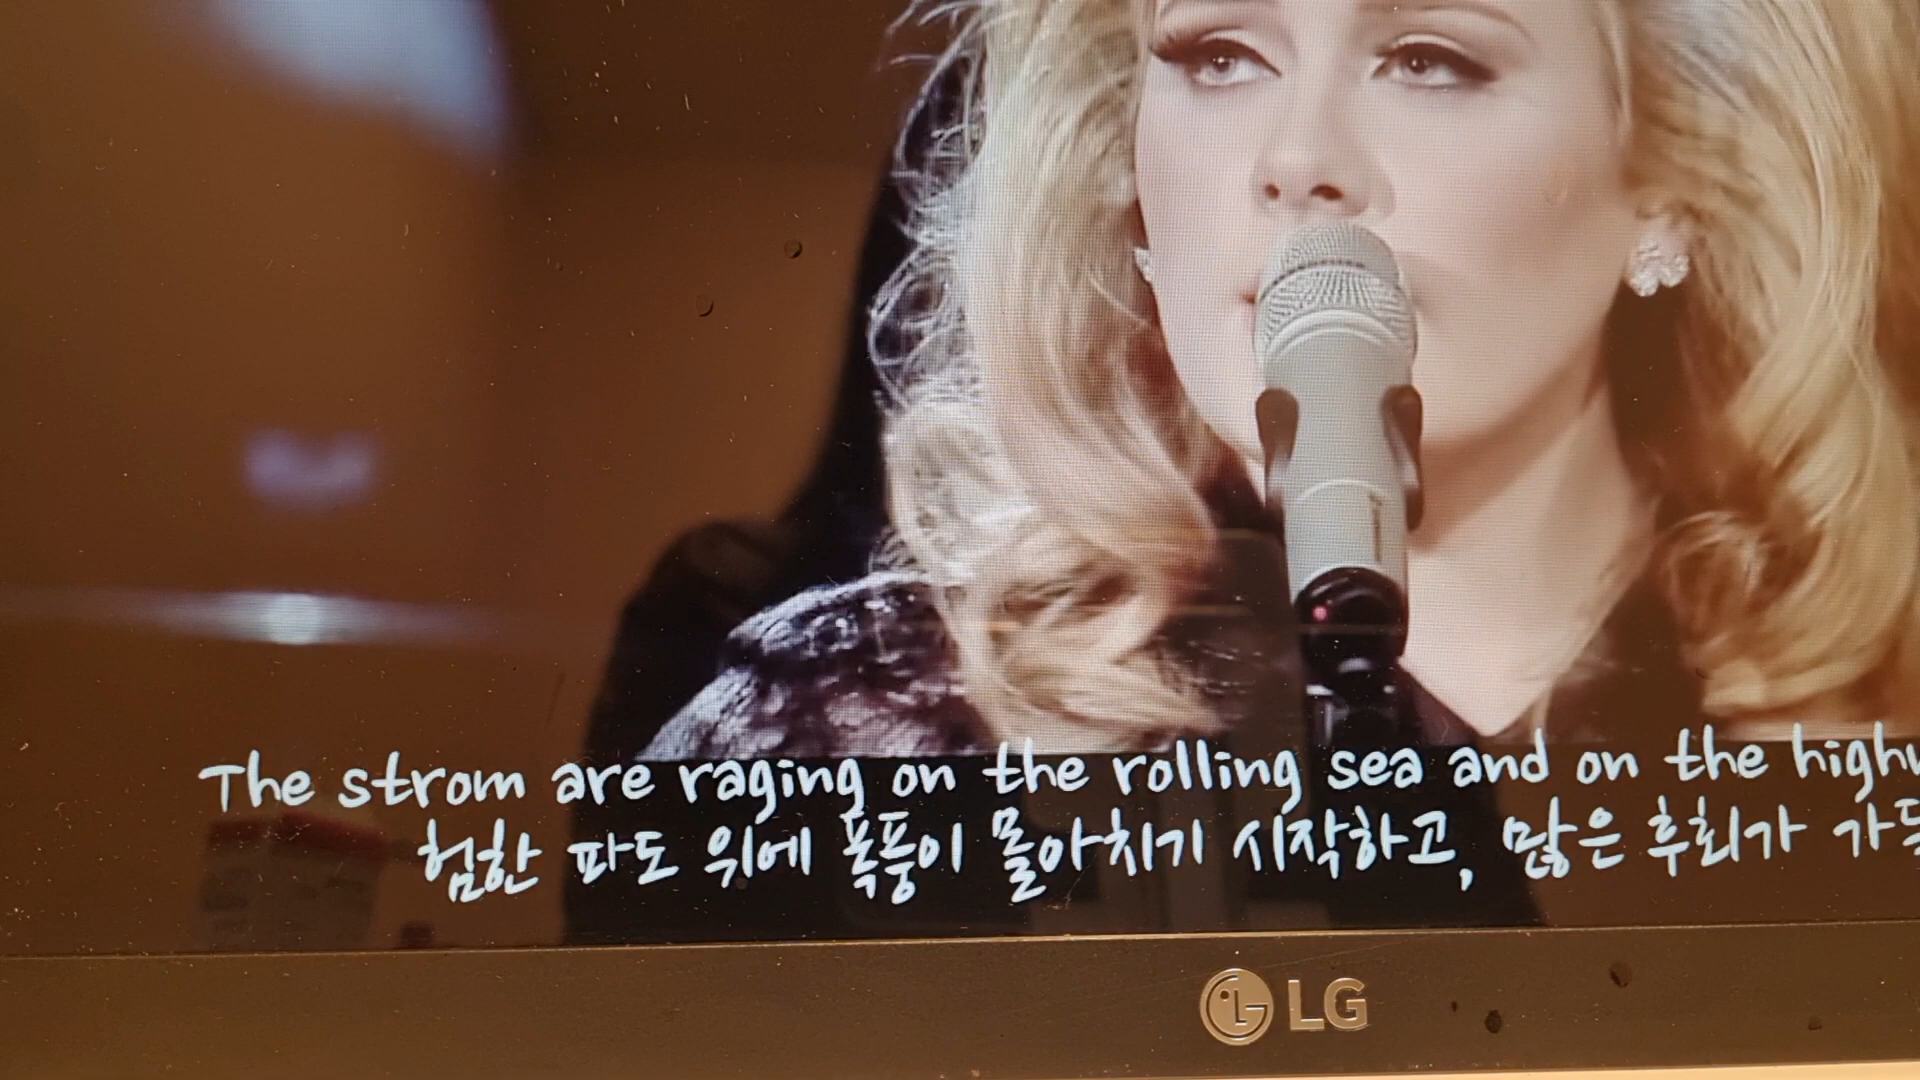 The strom are raging on the rolling sea and on the
험한 파도 위에 폭풍이 몰아치기 시작하고, 많은 후회가
LG